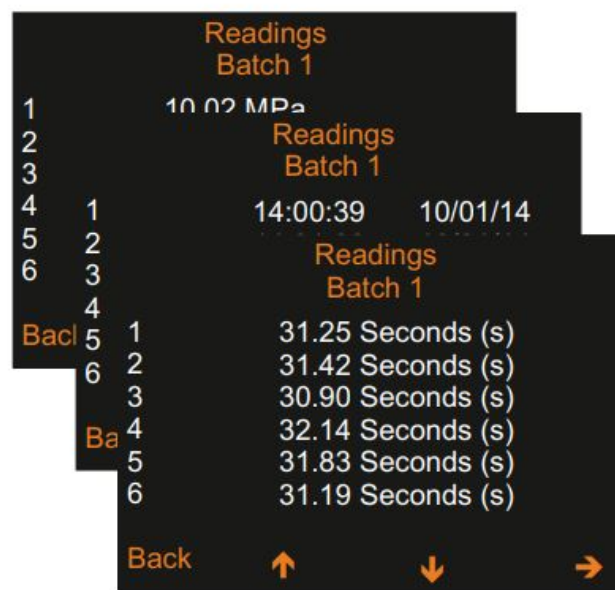 Readings
Batch 1
1 10.02 MPa
2
3
4
5
6
Readings
Batch 1
1 14:00:39 10/01/14
2
3
4
5
6
Readings
Batch 1
1 31.25 Seconds (s)
2 31.42 Seconds (s)
3 30.90 Seconds (s)
4 32.14 Seconds (s)
5 31.83 Seconds (s)
6 31.19 Seconds (s)
Back ↑ ↓ →